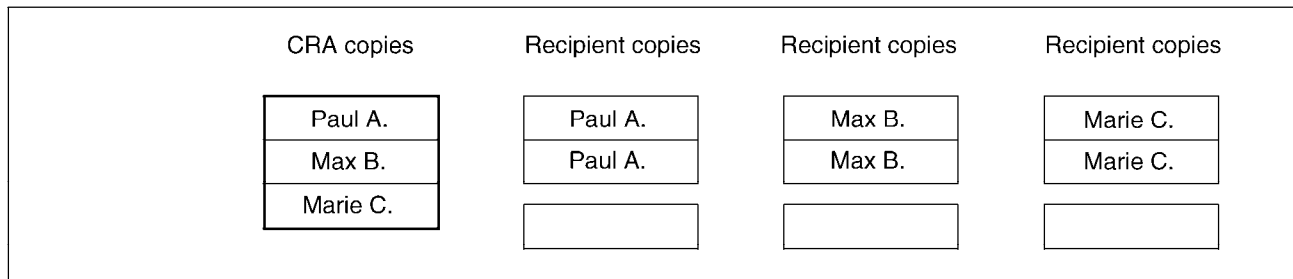 CRA copies Recipient copies Recipient copies Recipient copies
Paul A. Paul A. Max B. Marie C.
Max B. Paul A. Max B. Marie C.
Marie C.